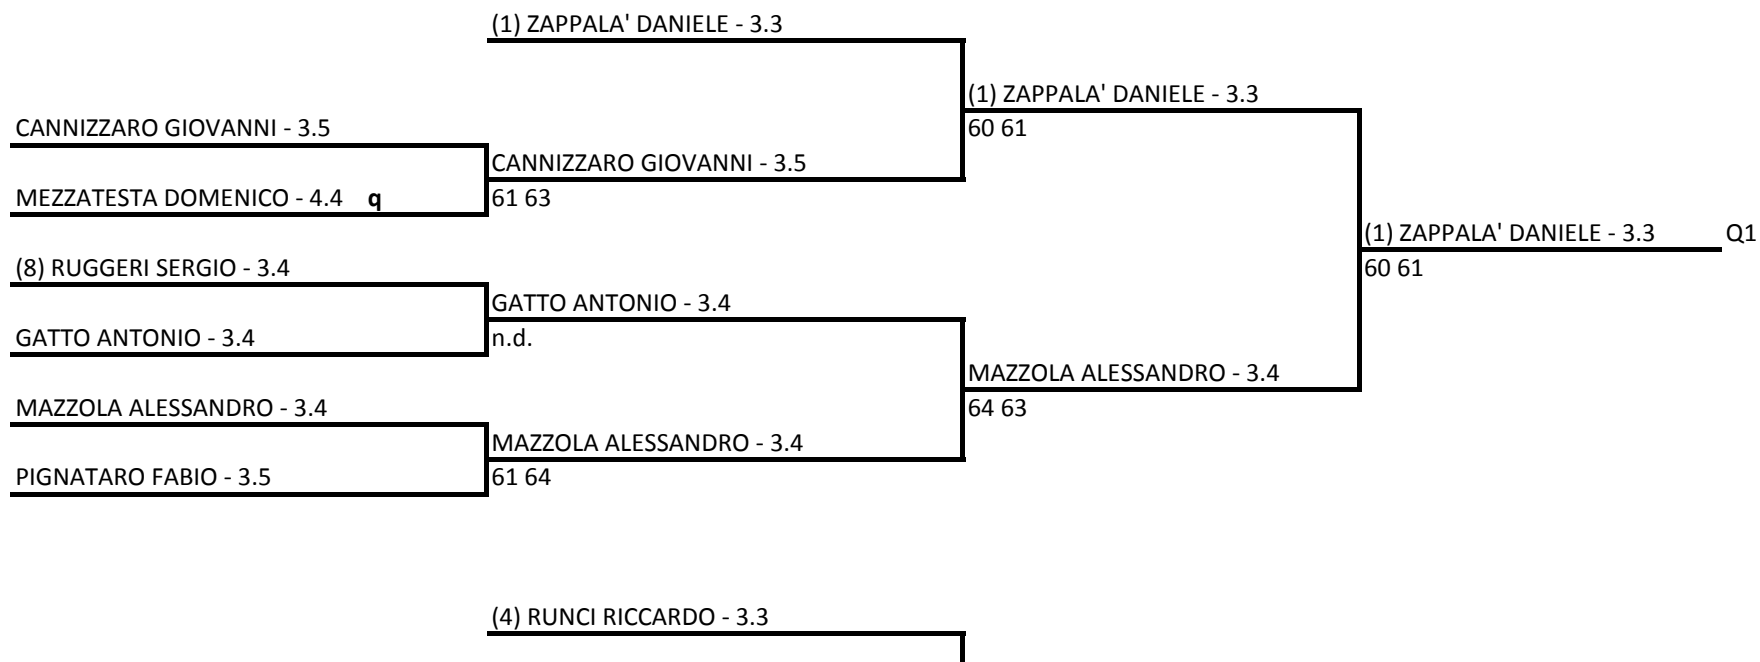 (1) ZAPPALA' DANIELE - 3.3
(1) ZAPPALA' DANIELE - 3.3
CANNIZZARO GIOVANNI - 3.5
60 61
CANNIZZARO GIOVANNI - 3.5
MEZZATESTA DOMENICO - 4.4 q
61 63
(1) ZAPPALA' DANIELE - 3.3 Q1
(8) RUGGERI SERGIO - 3.4
60 61
GATTO ANTONIO - 3.4
GATTO ANTONIO - 3.4
n.d.
MAZZOLA ALESSANDRO - 3.4
MAZZOLA ALESSANDRO - 3.4
64 63
MAZZOLA ALESSANDRO - 3.4
PIGNATARO FABIO - 3.5
61 64
(4) RUNCI RICCARDO - 3.3